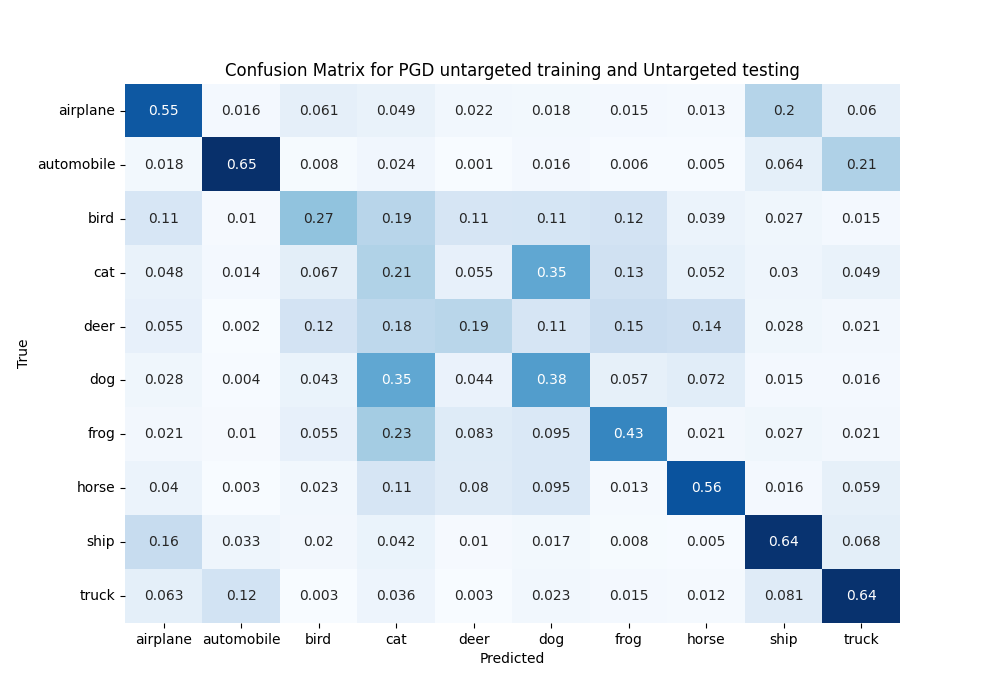 Confusion Matrix for PGD untargeted training and Untargeted testing
airplane 0.55 0.016 0.061 0.049 0.022 0.018 0.015 0.013 0.2 0.06
automobile 0.018 0.65 0.008 0.024 0.001 0.016 0.006 0.005 0.064 0.21
bird 0.11 0.01 0.27 0.19 0.11 0.11 0.12 0.039 0.027 0.015
cat 0.048 0.014 0.067 0.21 0.055 0.35 0.13 0.052 0.03 0.049
deer 0.055 0.002 0.12 0.18 0.19 0.11 0.15 0.14 0.028 0.021
True
dog 0.028 0.004 0.043 0.35 0.044 0.38 0.057 0.072 0.015 0.016
frog 0.021 0.01 0.055 0.23 0.083 0.095 0.43 0.021 0.027 0.021
horse 0.04 0.003 0.023 0.11 0.08 0.095 0.013 0.56 0.016 0.059
ship 0.16 0.033 0.02 0.042 0.01 0.017 0.008 0.005 0.64 0.068
truck 0.063 0.12 0.003 0.036 0.003 0.023 0.015 0.012 0.081 0.64
airplane automobile bird cat deer dog frog horse ship truck
Predicted